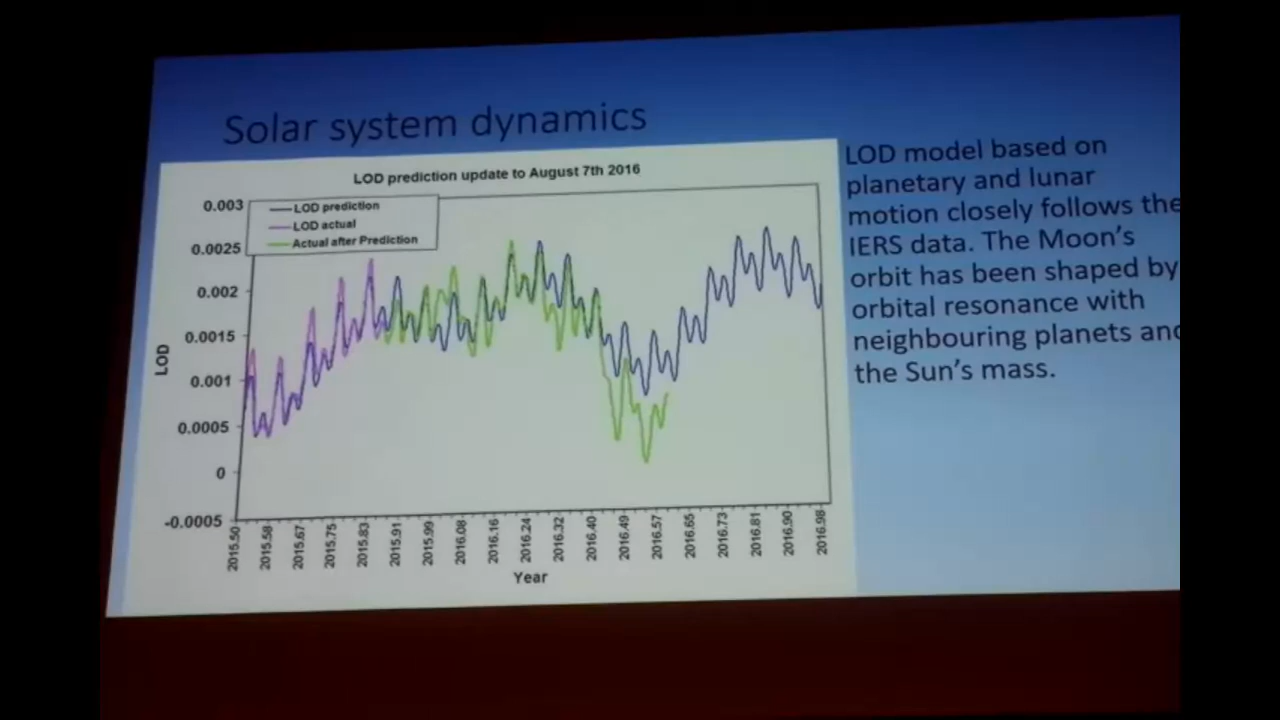 Solar system dynamics
LOD prediction update to August 7th 2016
LOD prediction
LOD actual
Actual after Prediction
0.003
0.0025
0.002
0.0015
0.001
0.0005
0
-0.0005
LOD
2015.50
2015.58
2015.67
2015.75
2015.83
2015.91
2015.99
2016.08
2016.16
2016.24
2016.32
2016.40
2016.49
2016.57
2016.65
2016.73
2016.81
2016.90
2016.98
Year
LOD model based on
planetary and lunar
motion closely follows the
IERS data. The Moon's
orbit has been shaped by
orbital resonance with
neighbouring planets and
the Sun's mass.